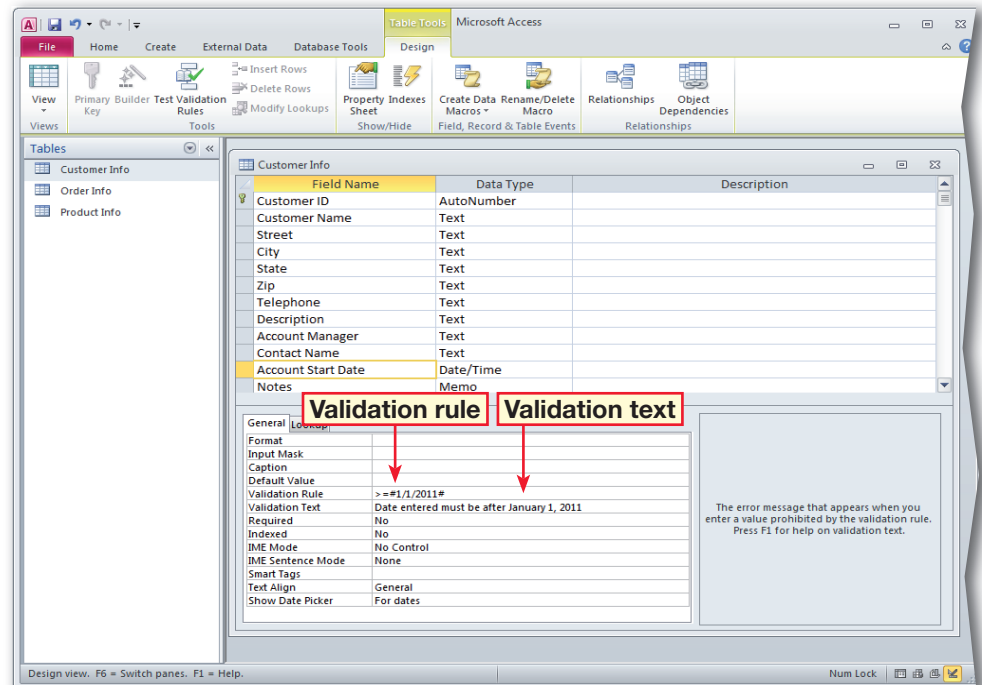 Table Tools Microsoft Access
File Home Create External Data Database Tools Design
View
Primary Key
Builder
Test Validation Rules
Insert Rows
Delete Rows
Modify Lookups
Property Sheet
Indexes
Create Data Macros
Rename/Delete Macro
Relationships
Object Dependencies
Views Tools Show/Hide Field, Record & Table Events Relationships
Tables
Customer Info
Order Info
Product Info
Customer Info
Field Name Data Type Description
Customer ID AutoNumber
Customer Name Text
Street Text
City Text
State Text
Zip Text
Telephone Text
Description Text
Account Manager Text
Contact Name Text
Account Start Date Date/Time
Notes Memo
Validation rule Validation text
General Lookup
Format
Input Mask
Caption
Default Value
Validation Rule >=#1/1/2011#
Validation Text Date entered must be after January 1, 2011
Required No
Indexed No
IME Mode No Control
IME Sentence Mode None
Smart Tags
Text Align General
Show Date Picker For dates
The error message that appears when you
enter a value prohibited by the validation rule.
Press F1 for help on validation text.
Design view. F6 = Switch panes. F1 = Help. Num Lock